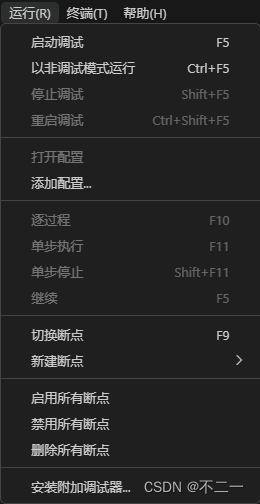 运行(R) 终端(T) 帮助(H)
启动调试 F5
以非调试模式运行 Ctrl+F5
停止调试 Shift+F5
重启调试 Ctrl+Shift+F5
打开配置
添加配置...
逐过程 F10
单步执行 F11
单步停止 Shift+F11
继续 F5
切换断点 F9
新建断点
启用所有断点
禁用所有断点
删除所有断点
安装附加调试器... CSDN @不二一